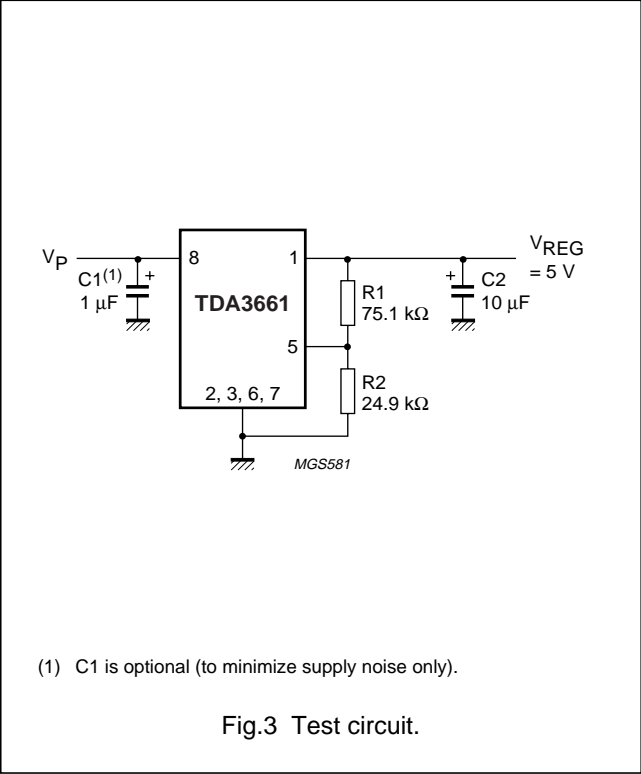 VP
C1(1)
+
1 μF
8
1
TDA3661
5
2, 3, 6, 7
R1
75.1 kΩ
R2
24.9 kΩ
+
C2
10 μF
VREG
= 5 V
MGS581
(1) C1 is optional (to minimize supply noise only).
Fig.3 Test circuit.